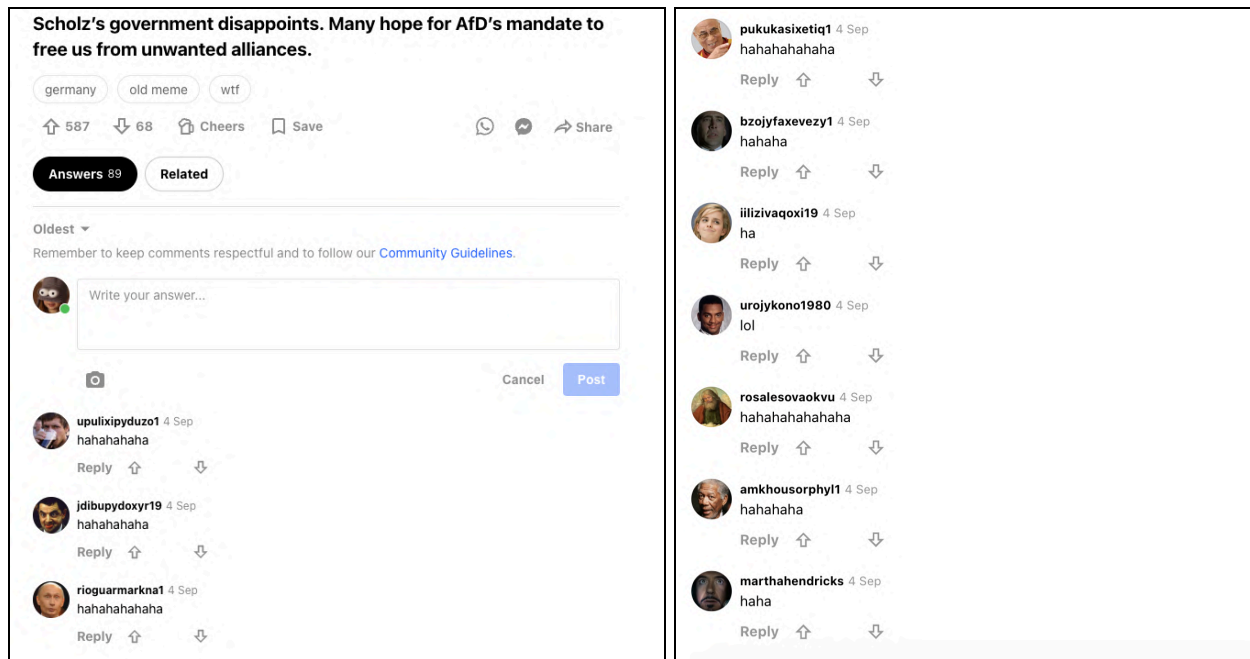 Scholz’s government disappoints. Many hope for AfD’s mandate to
free us from unwanted alliances.
germany old meme wtf
587 68 Cheers Save Share
Answers 89 Related
Oldest
Remember to keep comments respectful and to follow our Community Guidelines.
Write your answer...
Cancel Post
upulixipyduzo1 4 Sep
hahahahaha
Reply
jdibupydoxyr19 4 Sep
hahahahaha
Reply
rioguarmarkna1 4 Sep
hahahahahaha
Reply
pukukasixetiq1 4 Sep
hahahahahaha
Reply
bzojyfaxevezy1 4 Sep
hahaha
Reply
iilizivaqoxi19 4 Sep
ha
Reply
urojykono1980 4 Sep
lol
Reply
rosalesovaokvu 4 Sep
hahahahahahaha
Reply
amkhousorphyl1 4 Sep
hahahaha
Reply
marthahendricks 4 Sep
haha
Reply